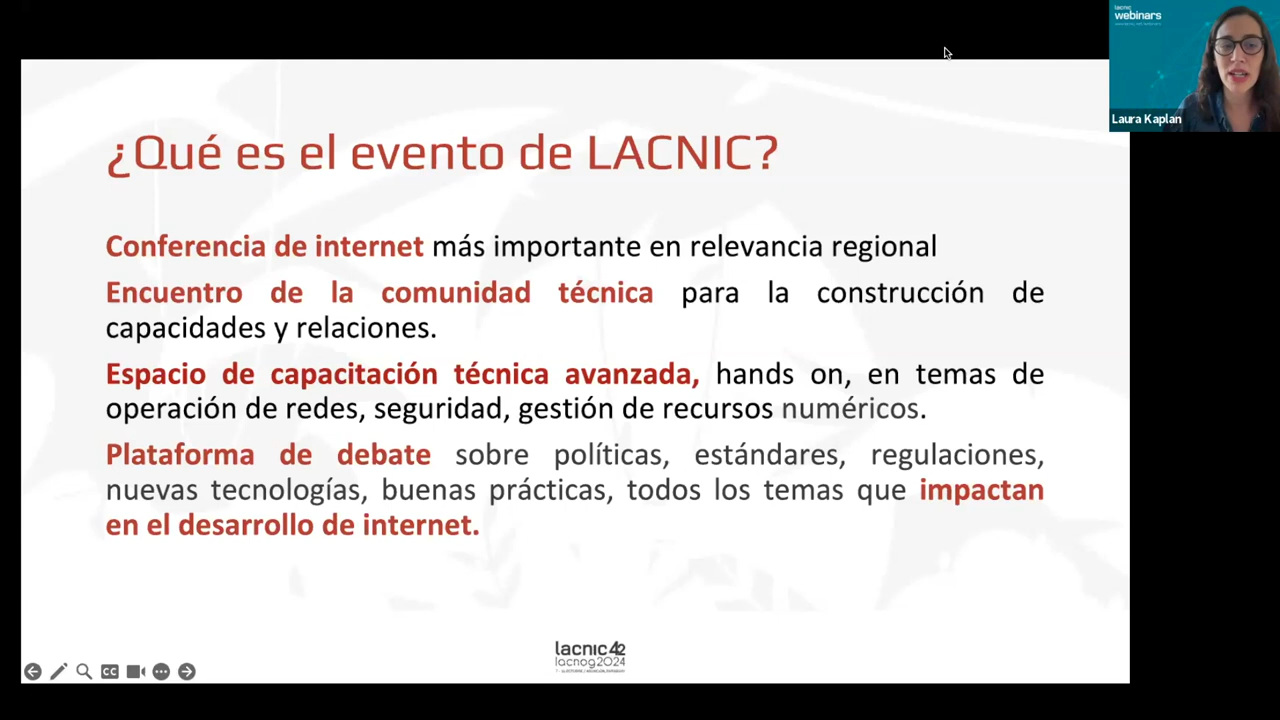 lacnic
webinars
Laura Kaplan
¿Qué es el evento de LACNIC?
Conferencia de internet más importante en relevancia regional
Encuentro de la comunidad técnica para la construcción de
capacidades y relaciones.
Espacio de capacitación técnica avanzada, hands on, en temas de
operación de redes, seguridad, gestión de recursos numéricos.
Plataforma de debate sobre políticas, estándares, regulaciones,
nuevas tecnologías, buenas prácticas, todos los temas que impactan
en el desarrollo de internet.
CC
lacnic42
lacnog2024